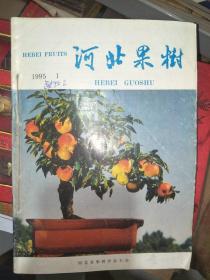 HEBEI FRUITS
河北果树
1995 1
HEBEI GUOSHU